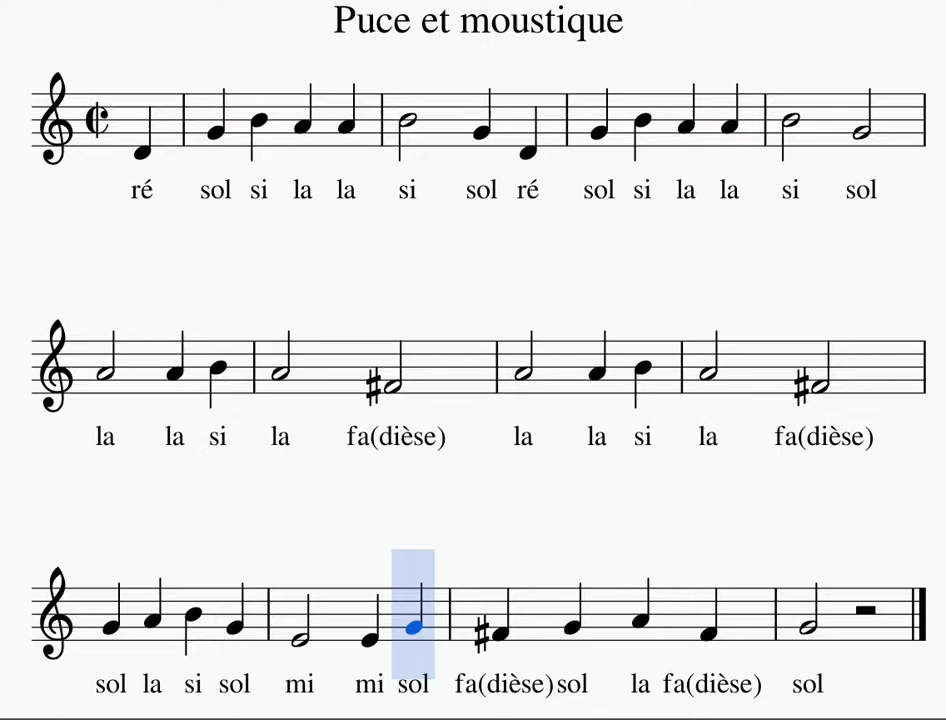 Puce et moustique
ré sol si la la si sol ré sol si la la si sol
la la si la fa(dièse) la la si la fa(dièse)
sol la si sol mi mi sol fa(dièse) sol la fa(dièse) sol